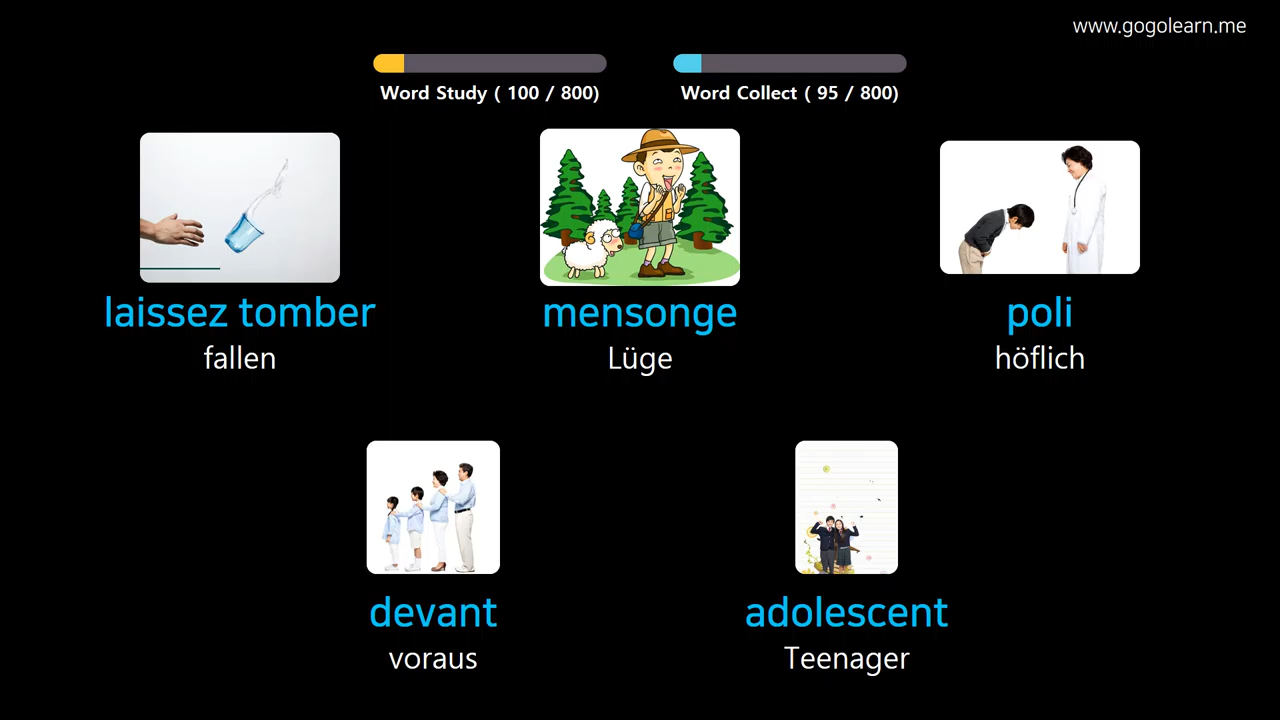 www.gogolearn.me
Word Study ( 100 / 800)
Word Collect ( 95 / 800)
laissez tomber
fallen
mensonge
Lüge
poli
höflich
devant
voraus
adolescent
Teenager